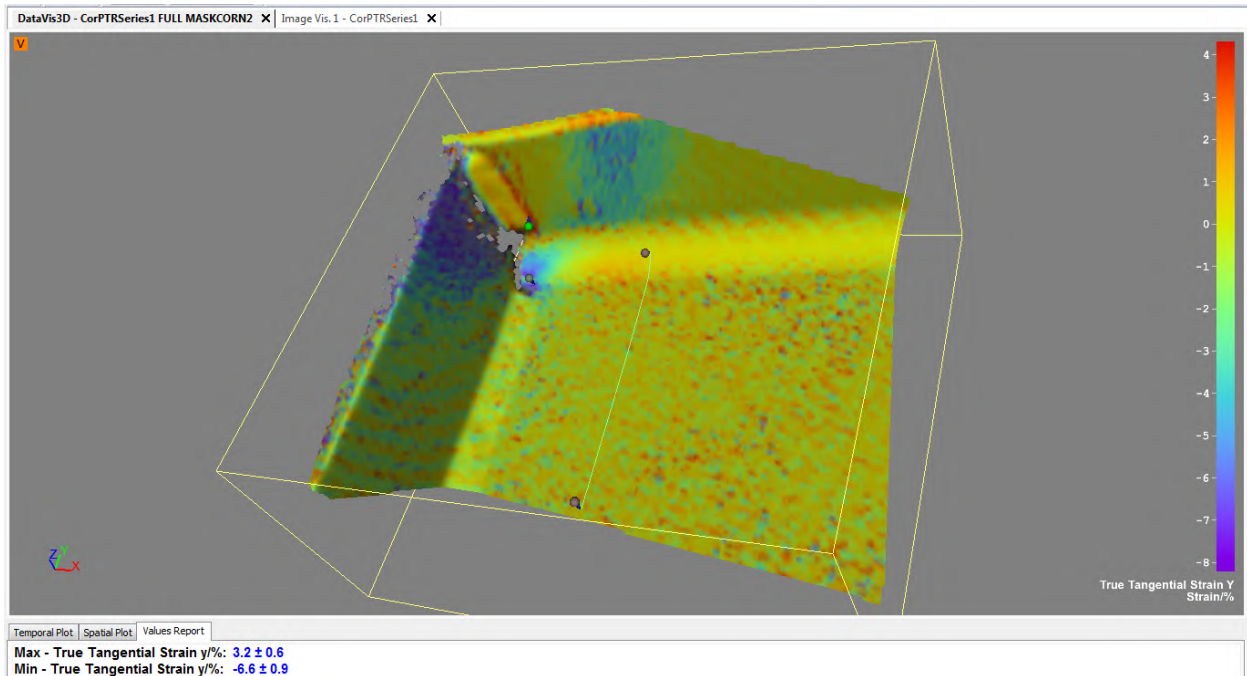 DataVis3D - CorPTRSeries1 FULL MASKCORN2 X Image Vis. 1 - CorPTRSeries1 X
V
4
3
2
1
0
-1
-2
-3
-4
-5
-6
-7
-8
Z Y X
True Tangential Strain Y
Strain/%
Temporal Plot Spatial Plot Values Report
Max - True Tangential Strain y/%: 3.2 ± 0.6
Min - True Tangential Strain y/%: -6.6 ± 0.9